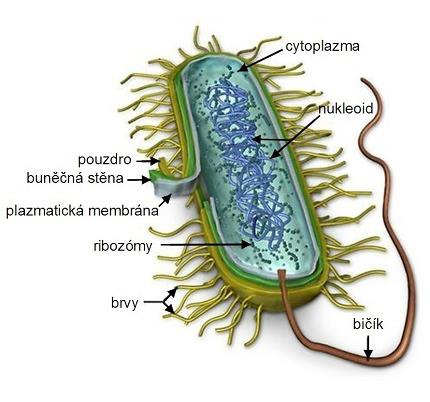 cytoplazma
nukleoid
pouzdro
buněčná stěna
plazmatická membrána
ribozómy
brvy
bičík